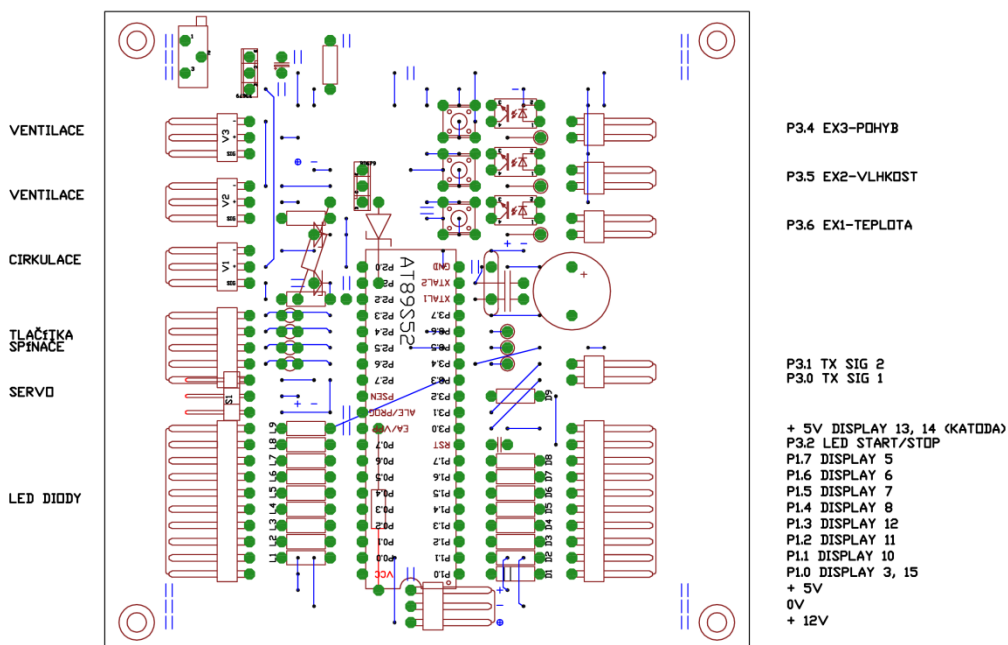 VENTILACE
VENTILACE
CIRKULACE
TLAČÍTKA
SPÍNAČE
SERVO
LED DIODY
1
2
3
V3
V2
V1
S1
L9
L8
L7
L6
L5
L4
L3
L2
L1
AT89S52
P2.0
P2.2
P2.3
P2.4
P2.5
P2.6
P2.7
PSEN
ALE/PROG
EA/VPP
P0.7
P0.6
P0.5
P0.4
P0.3
P0.2
P0.1
P0.0
VCC
GND
XTAL2
XTAL1
P3.7
P3.6
P3.5
P3.4
P3.3
P3.2
P3.1
P3.0
RST
P1.7
P1.6
P1.5
P1.4
P1.3
P1.2
P1.1
P1.0
D9
D8
D7
D6
D5
D4
D3
D2
D1
P3.4 EX3-POHYB
P3.5 EX2-VLHKOST
P3.6 EX1-TEPLOTA
P3.1 TX SIG 2
P3.0 TX SIG 1
+ 5V DISPLAY 13, 14 (KATODA)
P3.2 LED START/STOP
P1.7 DISPLAY 5
P1.6 DISPLAY 6
P1.5 DISPLAY 7
P1.4 DISPLAY 8
P1.3 DISPLAY 12
P1.2 DISPLAY 11
P1.1 DISPLAY 10
P1.0 DISPLAY 3, 15
+ 5V
0V
+ 12V